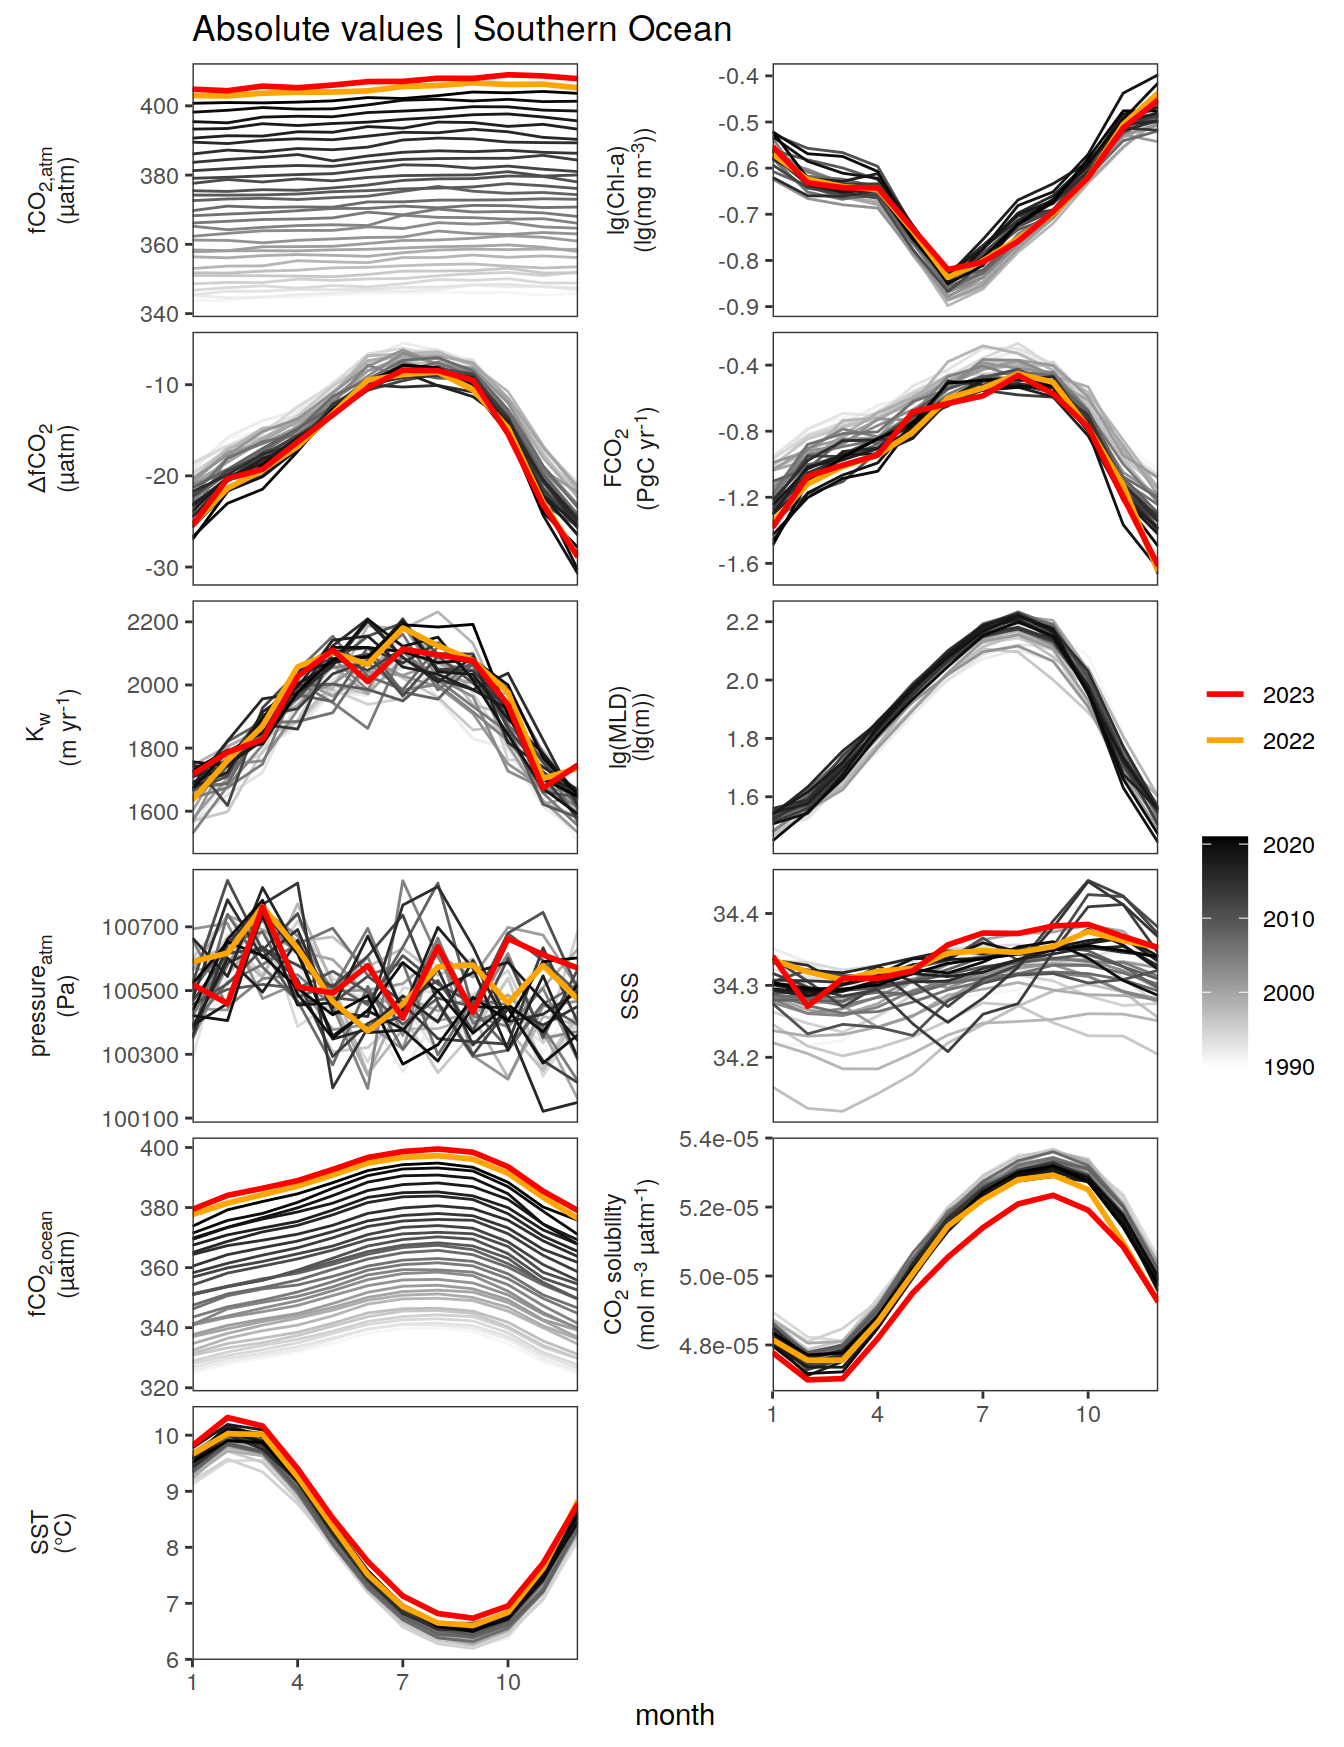 Absolute values | Southern Ocean
fCO2,atm
(µatm)
400
380
360
340
lg(Chl-a)
(lg(mg m-3))
-0.4
-0.5
-0.6
-0.7
-0.8
-0.9
ΔfCO2
(µatm)
-10
-20
-30
FCO2
(PgC yr-1)
-0.4
-0.8
-1.2
-1.6
Kw
(m yr-1)
2200
2000
1800
1600
lg(MLD)
(lg(m))
2.2
2.0
1.8
1.6
pressureatm
(Pa)
100700
100500
100300
100100
SSS
34.4
34.3
34.2
fCO2,ocean
(µatm)
400
380
360
340
320
CO2 solubility
(mol m-3 µatm-1)
5.4e-05
5.2e-05
5.0e-05
4.8e-05
1 4 7 10
SST
(°C)
10
9
8
7
6
1 4 7 10
month
2023
2022
2020
2010
2000
1990